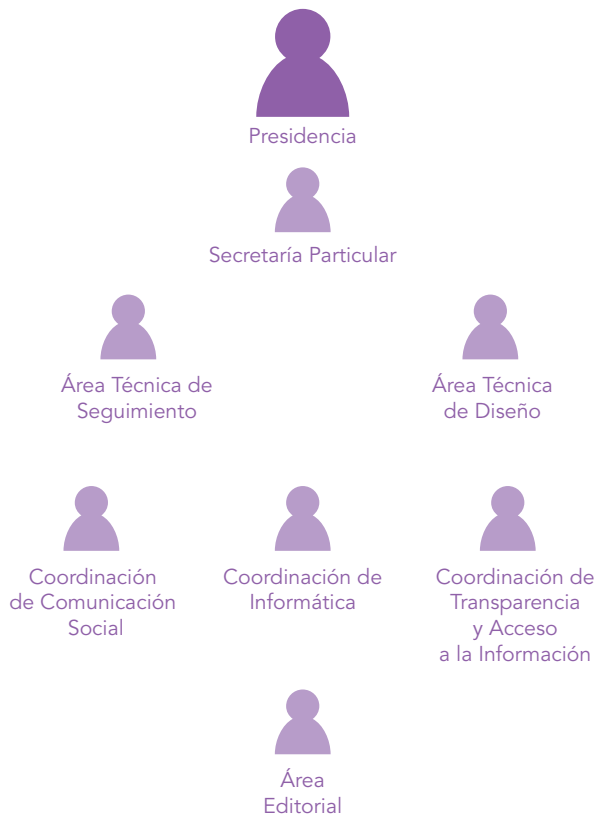 Presidencia
Secretaría Particular
Área Técnica de
Seguimiento
Área Técnica
de Diseño
Coordinación
de Comunicación
Social
Coordinación de
Informática
Coordinación de
Transparencia
y Acceso
a la Información
Área
Editorial